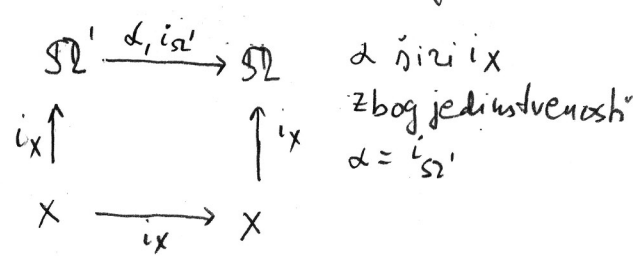 Ω' α, i_Ω' Ω
α širi i_X
i_X i_X
zbog jedinstvenosti
α = i_Ω'
X i_X X